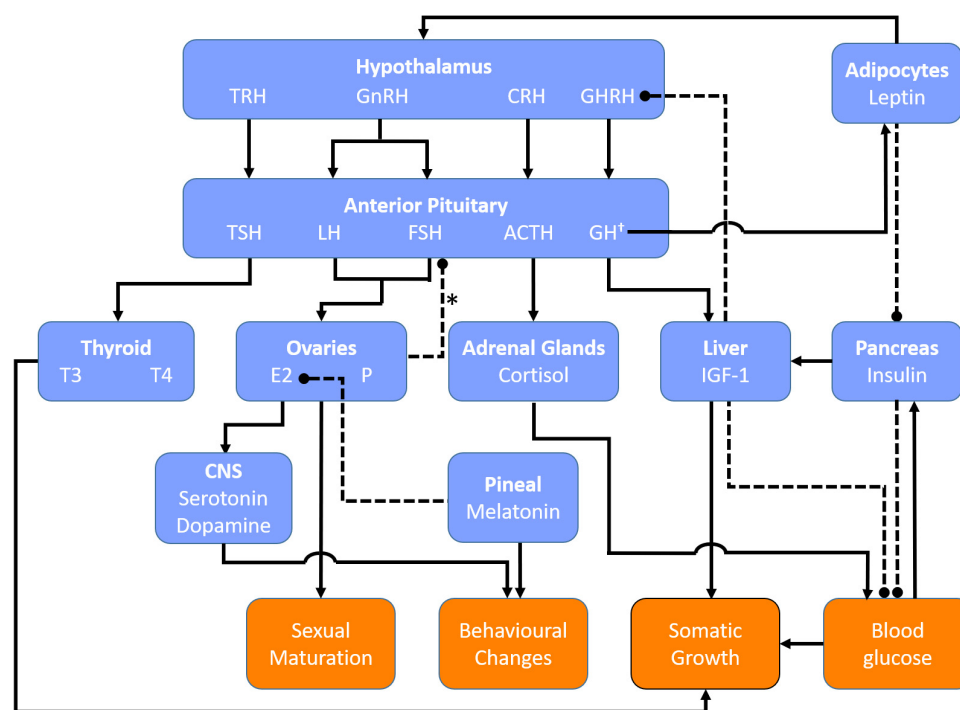 Hypothalamus
TRH GnRH CRH GHRH
Adipocytes
Leptin
Anterior Pituitary
TSH LH FSH ACTH GH†
*
Thyroid
T3 T4
Ovaries
E2 P
Adrenal Glands
Cortisol
Liver
IGF-1
Pancreas
Insulin
CNS
Serotonin
Dopamine
Pineal
Melatonin
Sexual
Maturation
Behavioural
Changes
Somatic
Growth
Blood
glucose